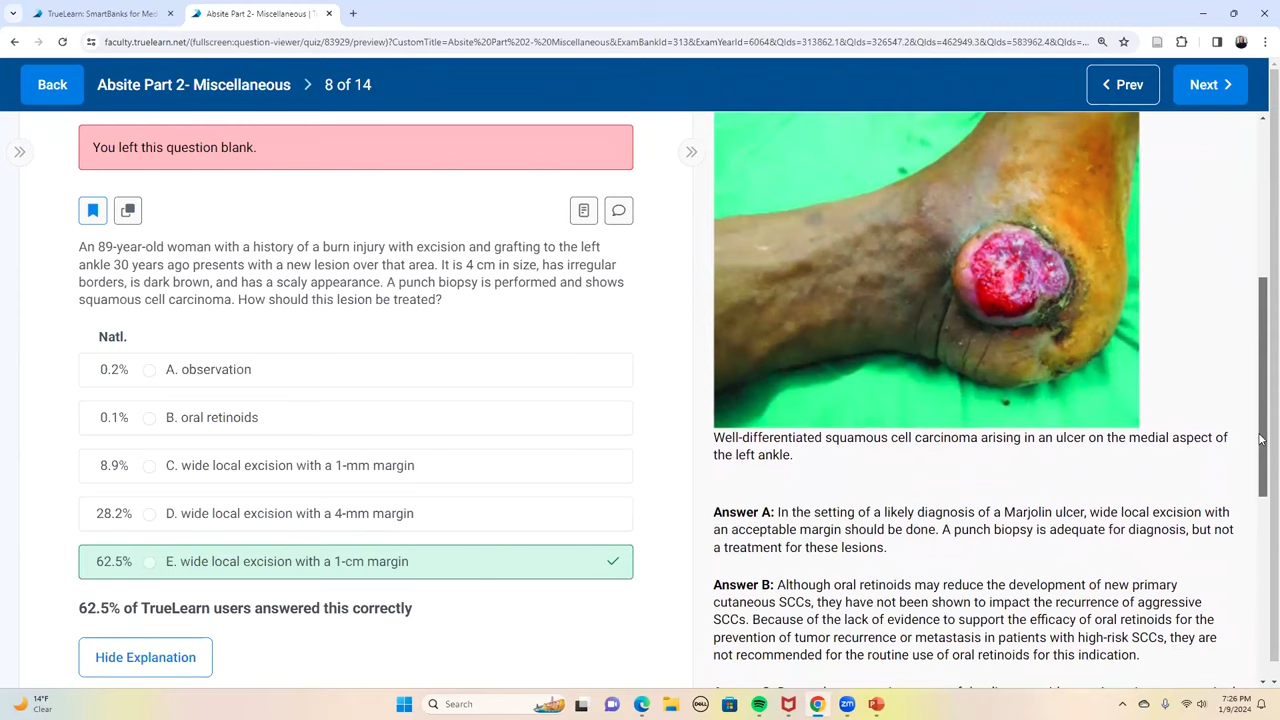 TrueLearn: SmartBanks for Med
Absite Part 2- Miscellaneous | T
faculty.truelearn.net/(fullscreen:question-viewer/quiz/83929/preview)?CustomTitle=Absite%20Part%202-%20Miscellaneous&ExamBankId=313&ExamYearId=6064&QIds=313862.1&QIds=326547.2&QIds=462949.3&QIds=583962.4&QIds=...
Back
Absite Part 2- Miscellaneous > 8 of 14
Prev
Next
You left this question blank.
An 89-year-old woman with a history of a burn injury with excision and grafting to the left
ankle 30 years ago presents with a new lesion over that area. It is 4 cm in size, has irregular
borders, is dark brown, and has a scaly appearance. A punch biopsy is performed and shows
squamous cell carcinoma. How should this lesion be treated?
Natl.
0.2% A. observation
0.1% B. oral retinoids
8.9% C. wide local excision with a 1-mm margin
28.2% D. wide local excision with a 4-mm margin
62.5% E. wide local excision with a 1-cm margin
62.5% of TrueLearn users answered this correctly
Hide Explanation
Well-differentiated squamous cell carcinoma arising in an ulcer on the medial aspect of
the left ankle.
Answer A: In the setting of a likely diagnosis of a Marjolin ulcer, wide local excision with
an acceptable margin should be done. A punch biopsy is adequate for diagnosis, but not
a treatment for these lesions.
Answer B: Although oral retinoids may reduce the development of new primary
cutaneous SCCs, they have not been shown to impact the recurrence of aggressive
SCCs. Because of the lack of evidence to support the efficacy of oral retinoids for the
prevention of tumor recurrence or metastasis in patients with high-risk SCCs, they are
not recommended for the routine use of oral retinoids for this indication.
14°F
Clear
Search
DELL
zm
7:26 PM
1/9/2024